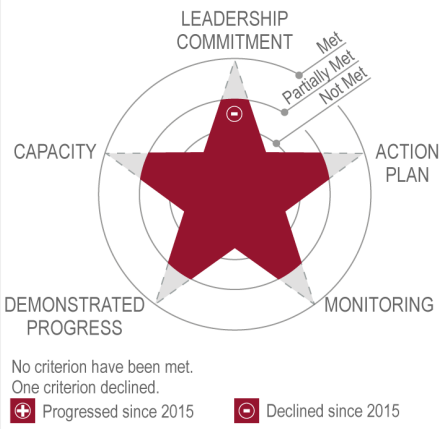 LEADERSHIP
COMMITMENT
Met
Partially Met
Not Met
CAPACITY
ACTION
PLAN
DEMONSTRATED
PROGRESS
MONITORING
No criterion have been met.
One criterion declined.
Progressed since 2015
Declined since 2015